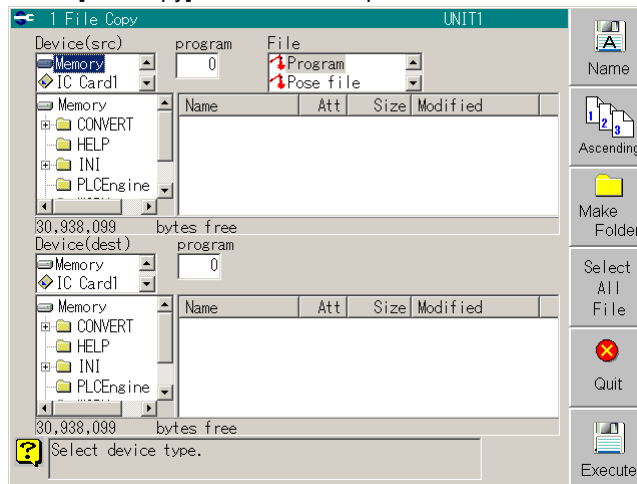 1 File Copy UNIT1
Device(src) program File
Memory 0 Program
IC Card1 Pose file
Memory Name Att Size Modified
CONVERT
HELP
INI
PLCEngine
30,938,099 bytes free
Device(dest) program
Memory 0
IC Card1
Memory Name Att Size Modified
CONVERT
HELP
INI
PLCEngine
30,938,099 bytes free
Select device type.
A
Name
1 2 3
Ascending
Make
Folder
Select
All
File
Quit
Execute